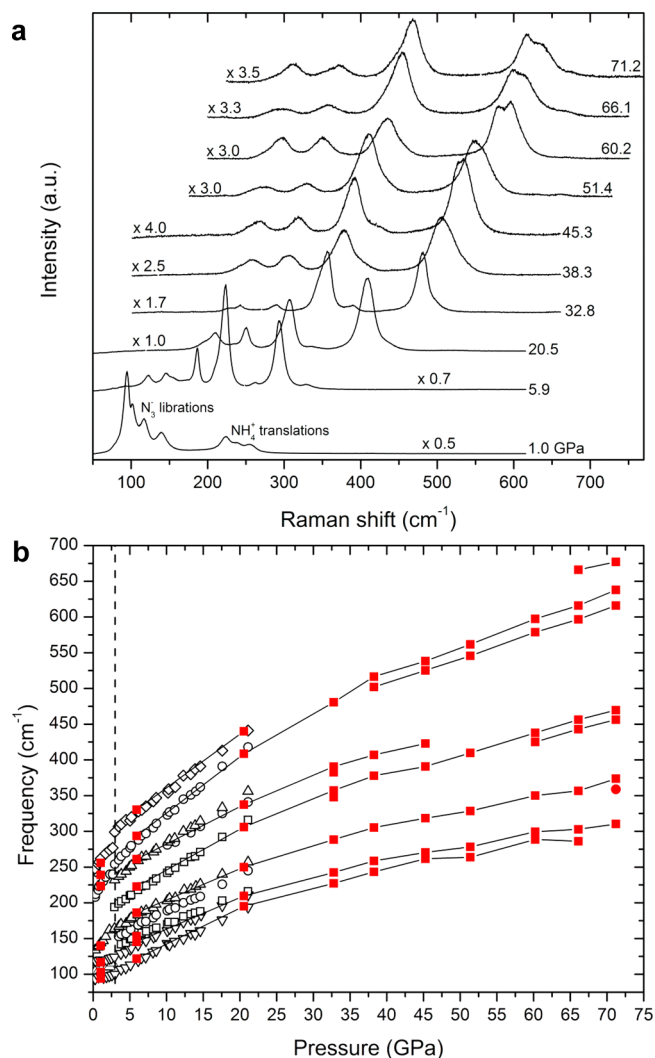 a
x 3.5
71.2
x 3.3
66.1
x 3.0
60.2
x 3.0
51.4
x 4.0
45.3
x 2.5
38.3
x 1.7
32.8
x 1.0
20.5
x 0.7
5.9
N₃⁻ librations
NH₄⁺ translations
x 0.5
1.0 GPa
Intensity (a.u.)
100 200 300 400 500 600 700
Raman shift (cm⁻¹)
b
700
650
600
550
500
450
400
350
300
250
200
150
100
Frequency (cm⁻¹)
0 5 10 15 20 25 30 35 40 45 50 55 60 65 70 75
Pressure (GPa)